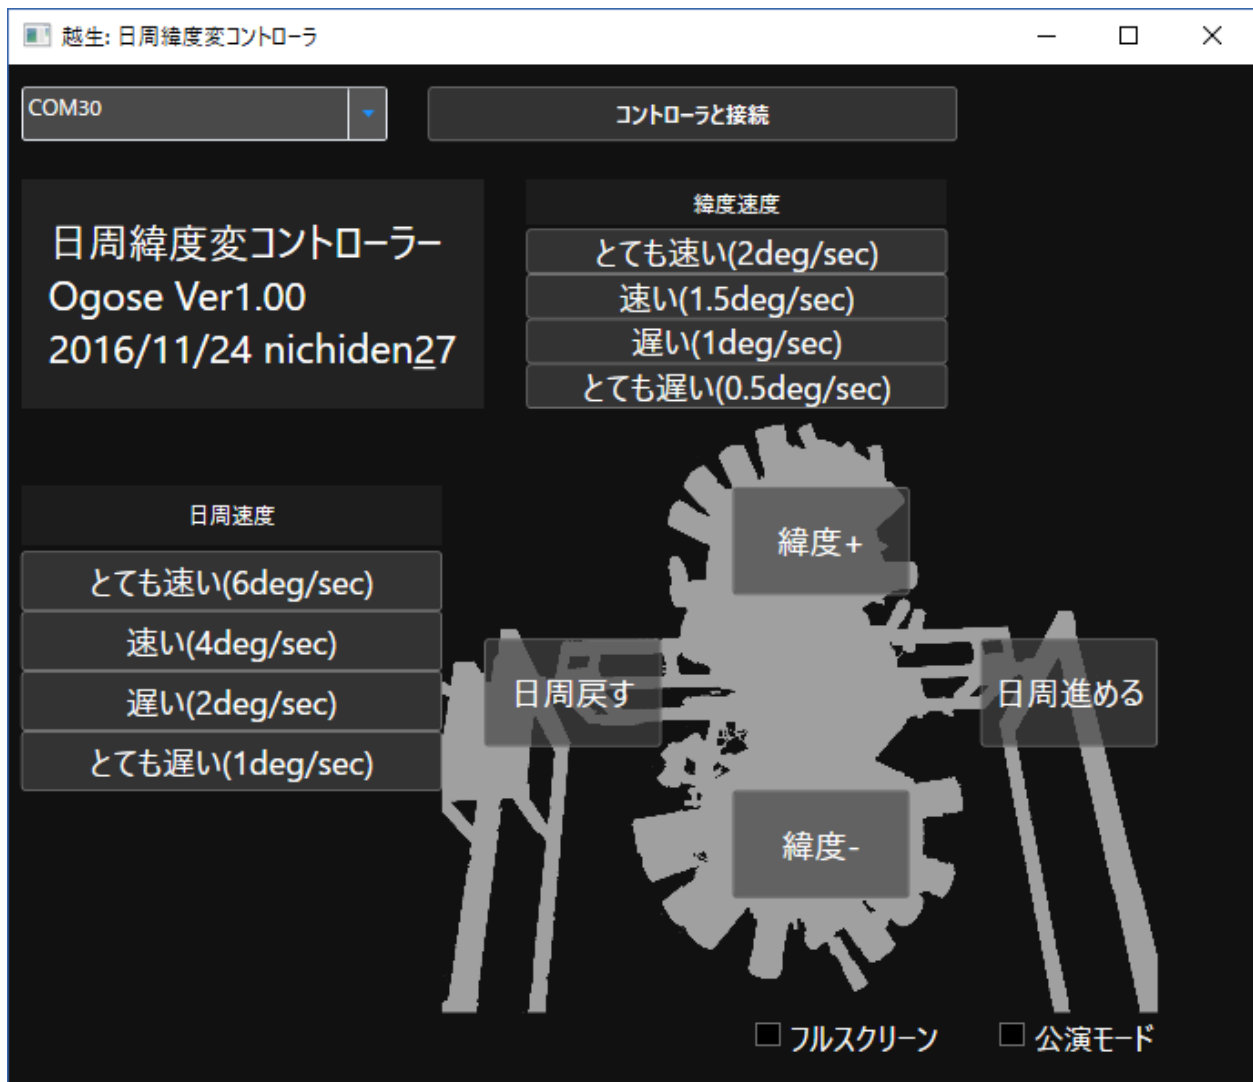 越生: 日周緯度変コントローラ
COM30
コントローラと接続
日周緯度変コントローラー
Ogose Ver1.00
2016/11/24 nichiden27
緯度速度
とても速い(2deg/sec)
速い(1.5deg/sec)
遅い(1deg/sec)
とても遅い(0.5deg/sec)
日周速度
とても速い(6deg/sec)
速い(4deg/sec)
遅い(2deg/sec)
とても遅い(1deg/sec)
緯度+
日周戻す
日周進める
緯度-
フルスクリーン
公演モード